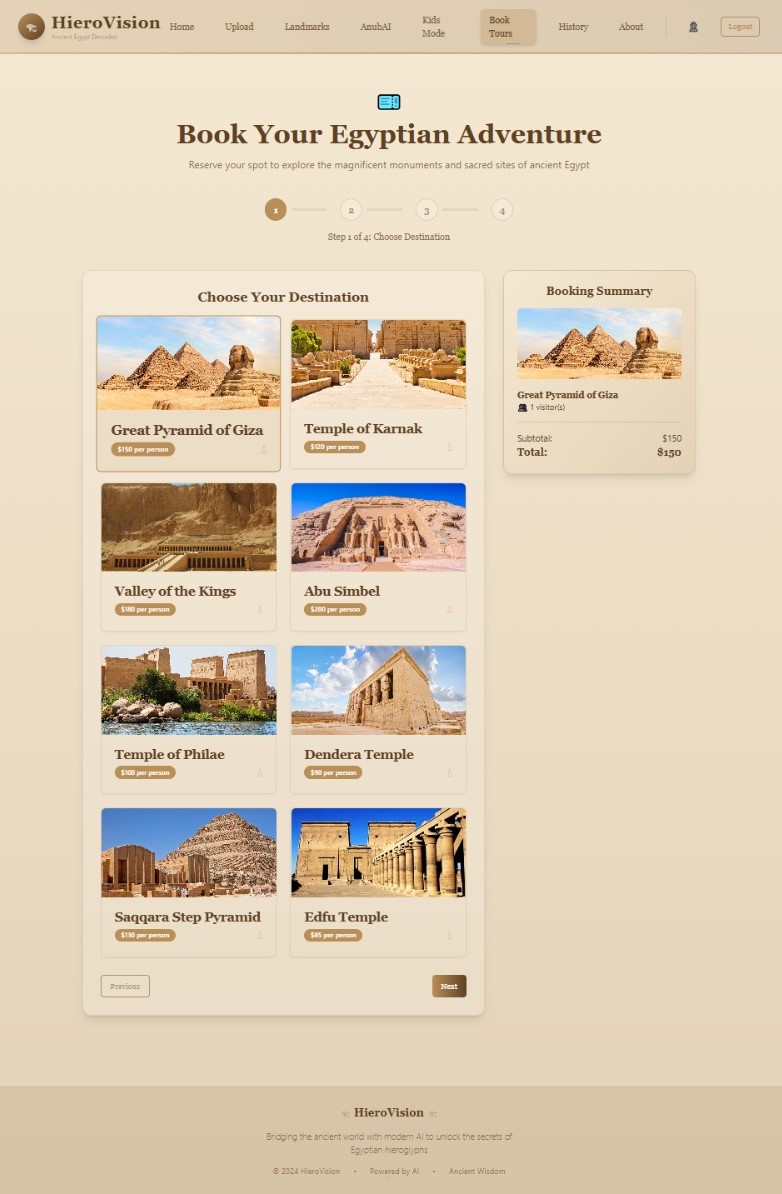 HieroVision
Ancient Egypt Decoded
Home
Upload
Landmarks
AnubAI
Kids
Mode
Book
Tours
History
About
Logout
Book Your Egyptian Adventure
Reserve your spot to explore the magnificent monuments and sacred sites of ancient Egypt
1
2
3
4
Step 1 of 4: Choose Destination
Choose Your Destination
Great Pyramid of Giza
$150 per person
Temple of Karnak
$120 per person
Valley of the Kings
$180 per person
Abu Simbel
$200 per person
Temple of Philae
$100 per person
Dendera Temple
$90 per person
Saqqara Step Pyramid
$130 per person
Edfu Temple
$85 per person
Previous
Next
Booking Summary
Great Pyramid of Giza
1 visitor(s)
Subtotal: $150
Total: $150
HieroVision
Bridging the ancient world with modern AI to unlock the secrets of
Egyptian hieroglyphs
© 2024 HieroVision • Powered by AI • Ancient Wisdom